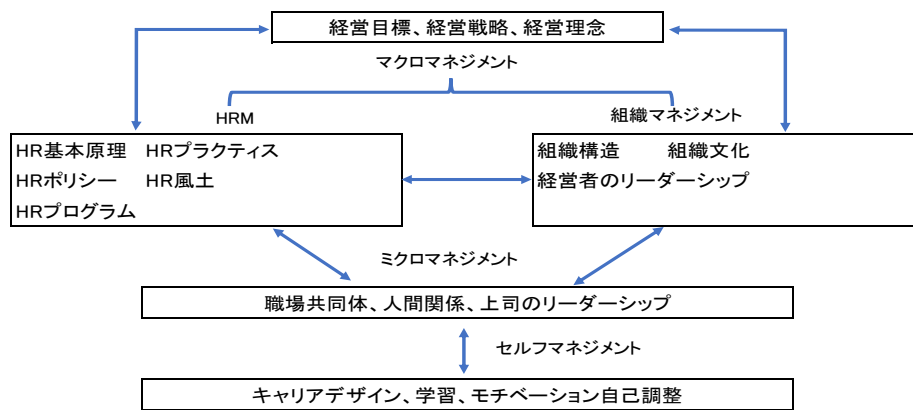 経営目標、経営戦略、経営理念
マクロマネジメント
HRM
組織マネジメント
HR基本原理 HRプラクティス
HRポリシー HR風土
HRプログラム
組織構造 組織文化
経営者のリーダーシップ
ミクロマネジメント
職場共同体、人間関係、上司のリーダーシップ
セルフマネジメント
キャリアデザイン、学習、モチベーション自己調整